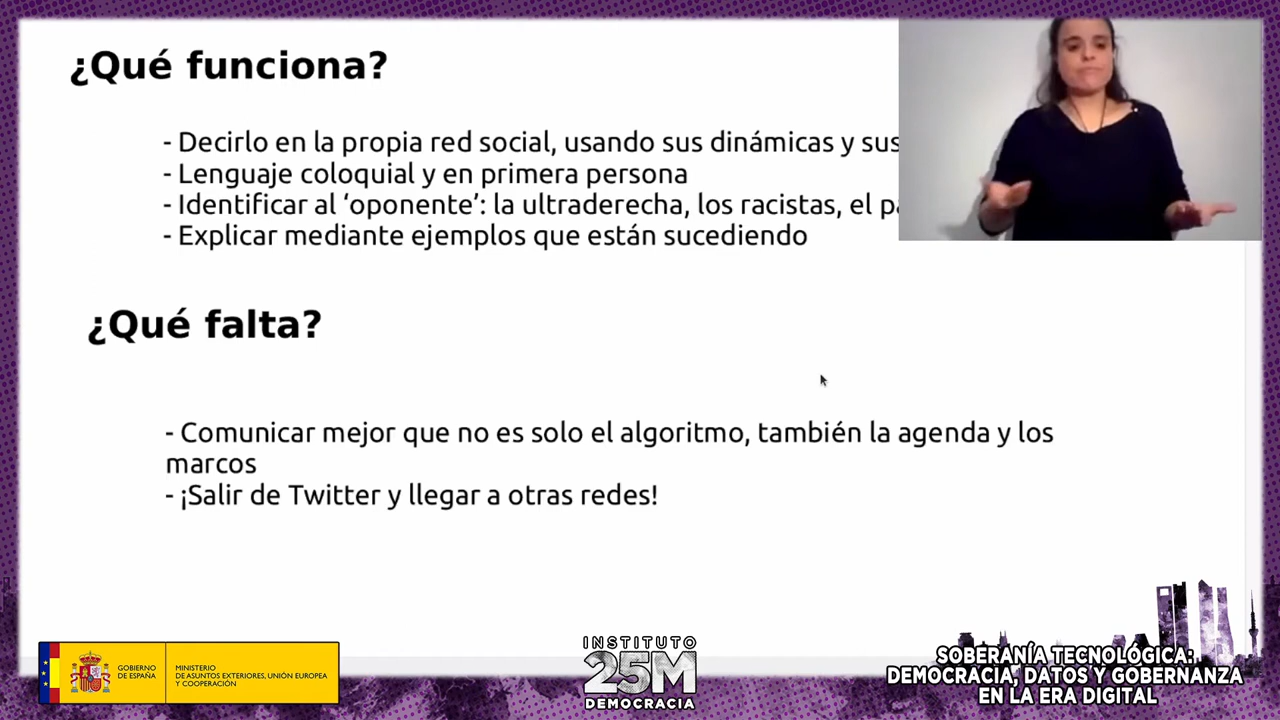 ¿Qué funciona?
- Decirlo en la propia red social, usando sus dinámicas y sus
- Lenguaje coloquial y en primera persona
- Identificar al ‘oponente’: la ultraderecha, los racistas, el
- Explicar mediante ejemplos que están sucediendo
¿Qué falta?
- Comunicar mejor que no es solo el algoritmo, también la agenda y los
marcos
- ¡Salir de Twitter y llegar a otras redes!
GOBIERNO
DE ESPAÑA
MINISTERIO
DE ASUNTOS EXTERIORES, UNIÓN EUROPEA
Y COOPERACIÓN
INSTITUTO
25M
DEMOCRACIA
SOBERANÍA TECNOLÓGICA:
DEMOCRACIA, DATOS Y GOBERNANZA
EN LA ERA DIGITAL